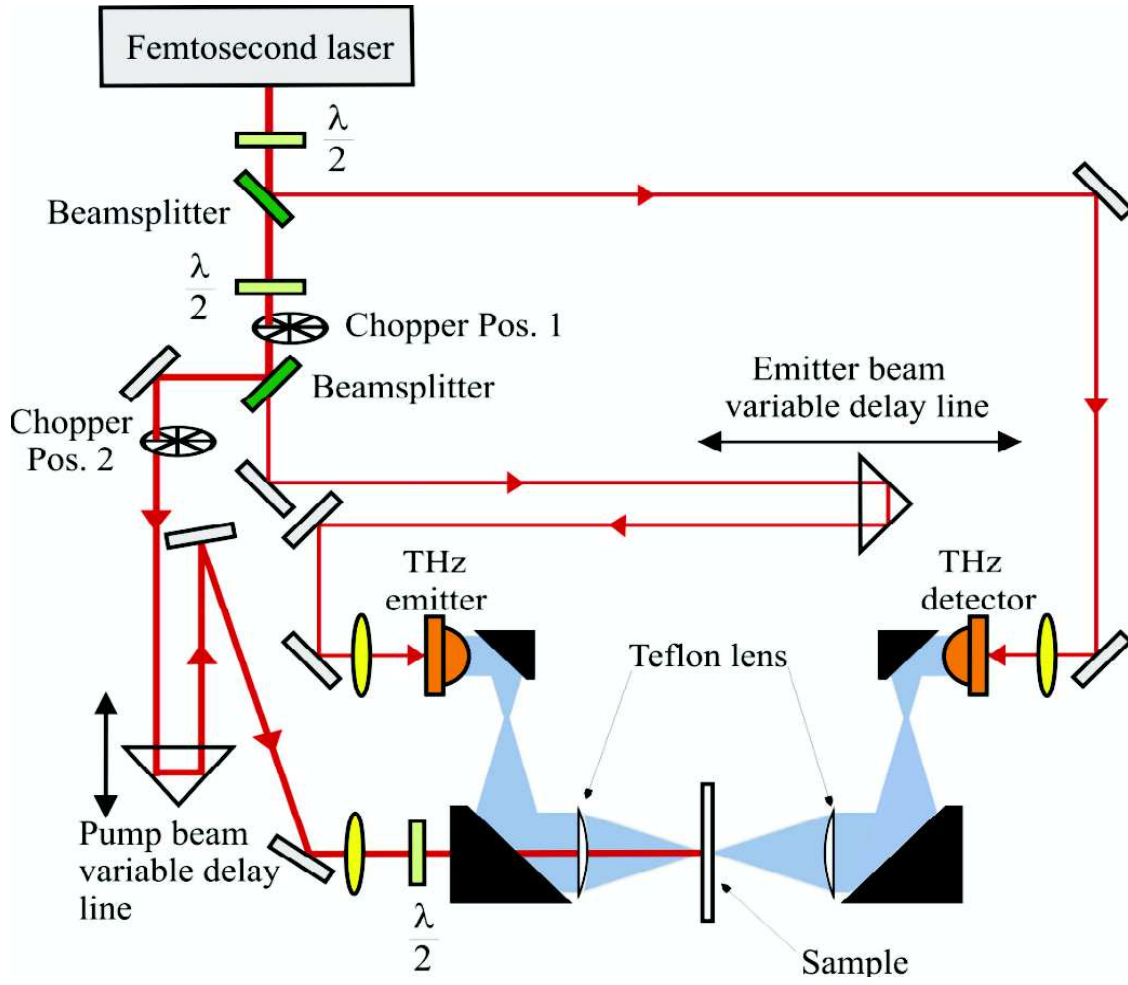 Femtosecond laser
λ
2
Beamsplitter
λ
2
Chopper Pos. 1
Beamsplitter
Emitter beam
variable delay line
Chopper
Pos. 2
THz
emitter
THz
detector
Teflon lens
Pump beam
variable delay
line
λ
2
Sample